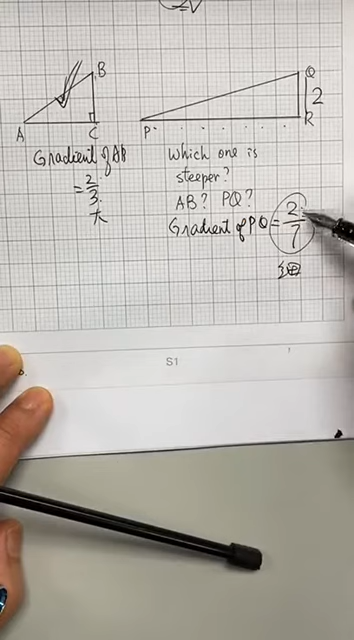 B
A
C
Q
2
P
R
Gradient of AB
= 2/3
大
Which one is
steeper?
AB? PQ?
Gradient of PQ = 2/7
細
S1